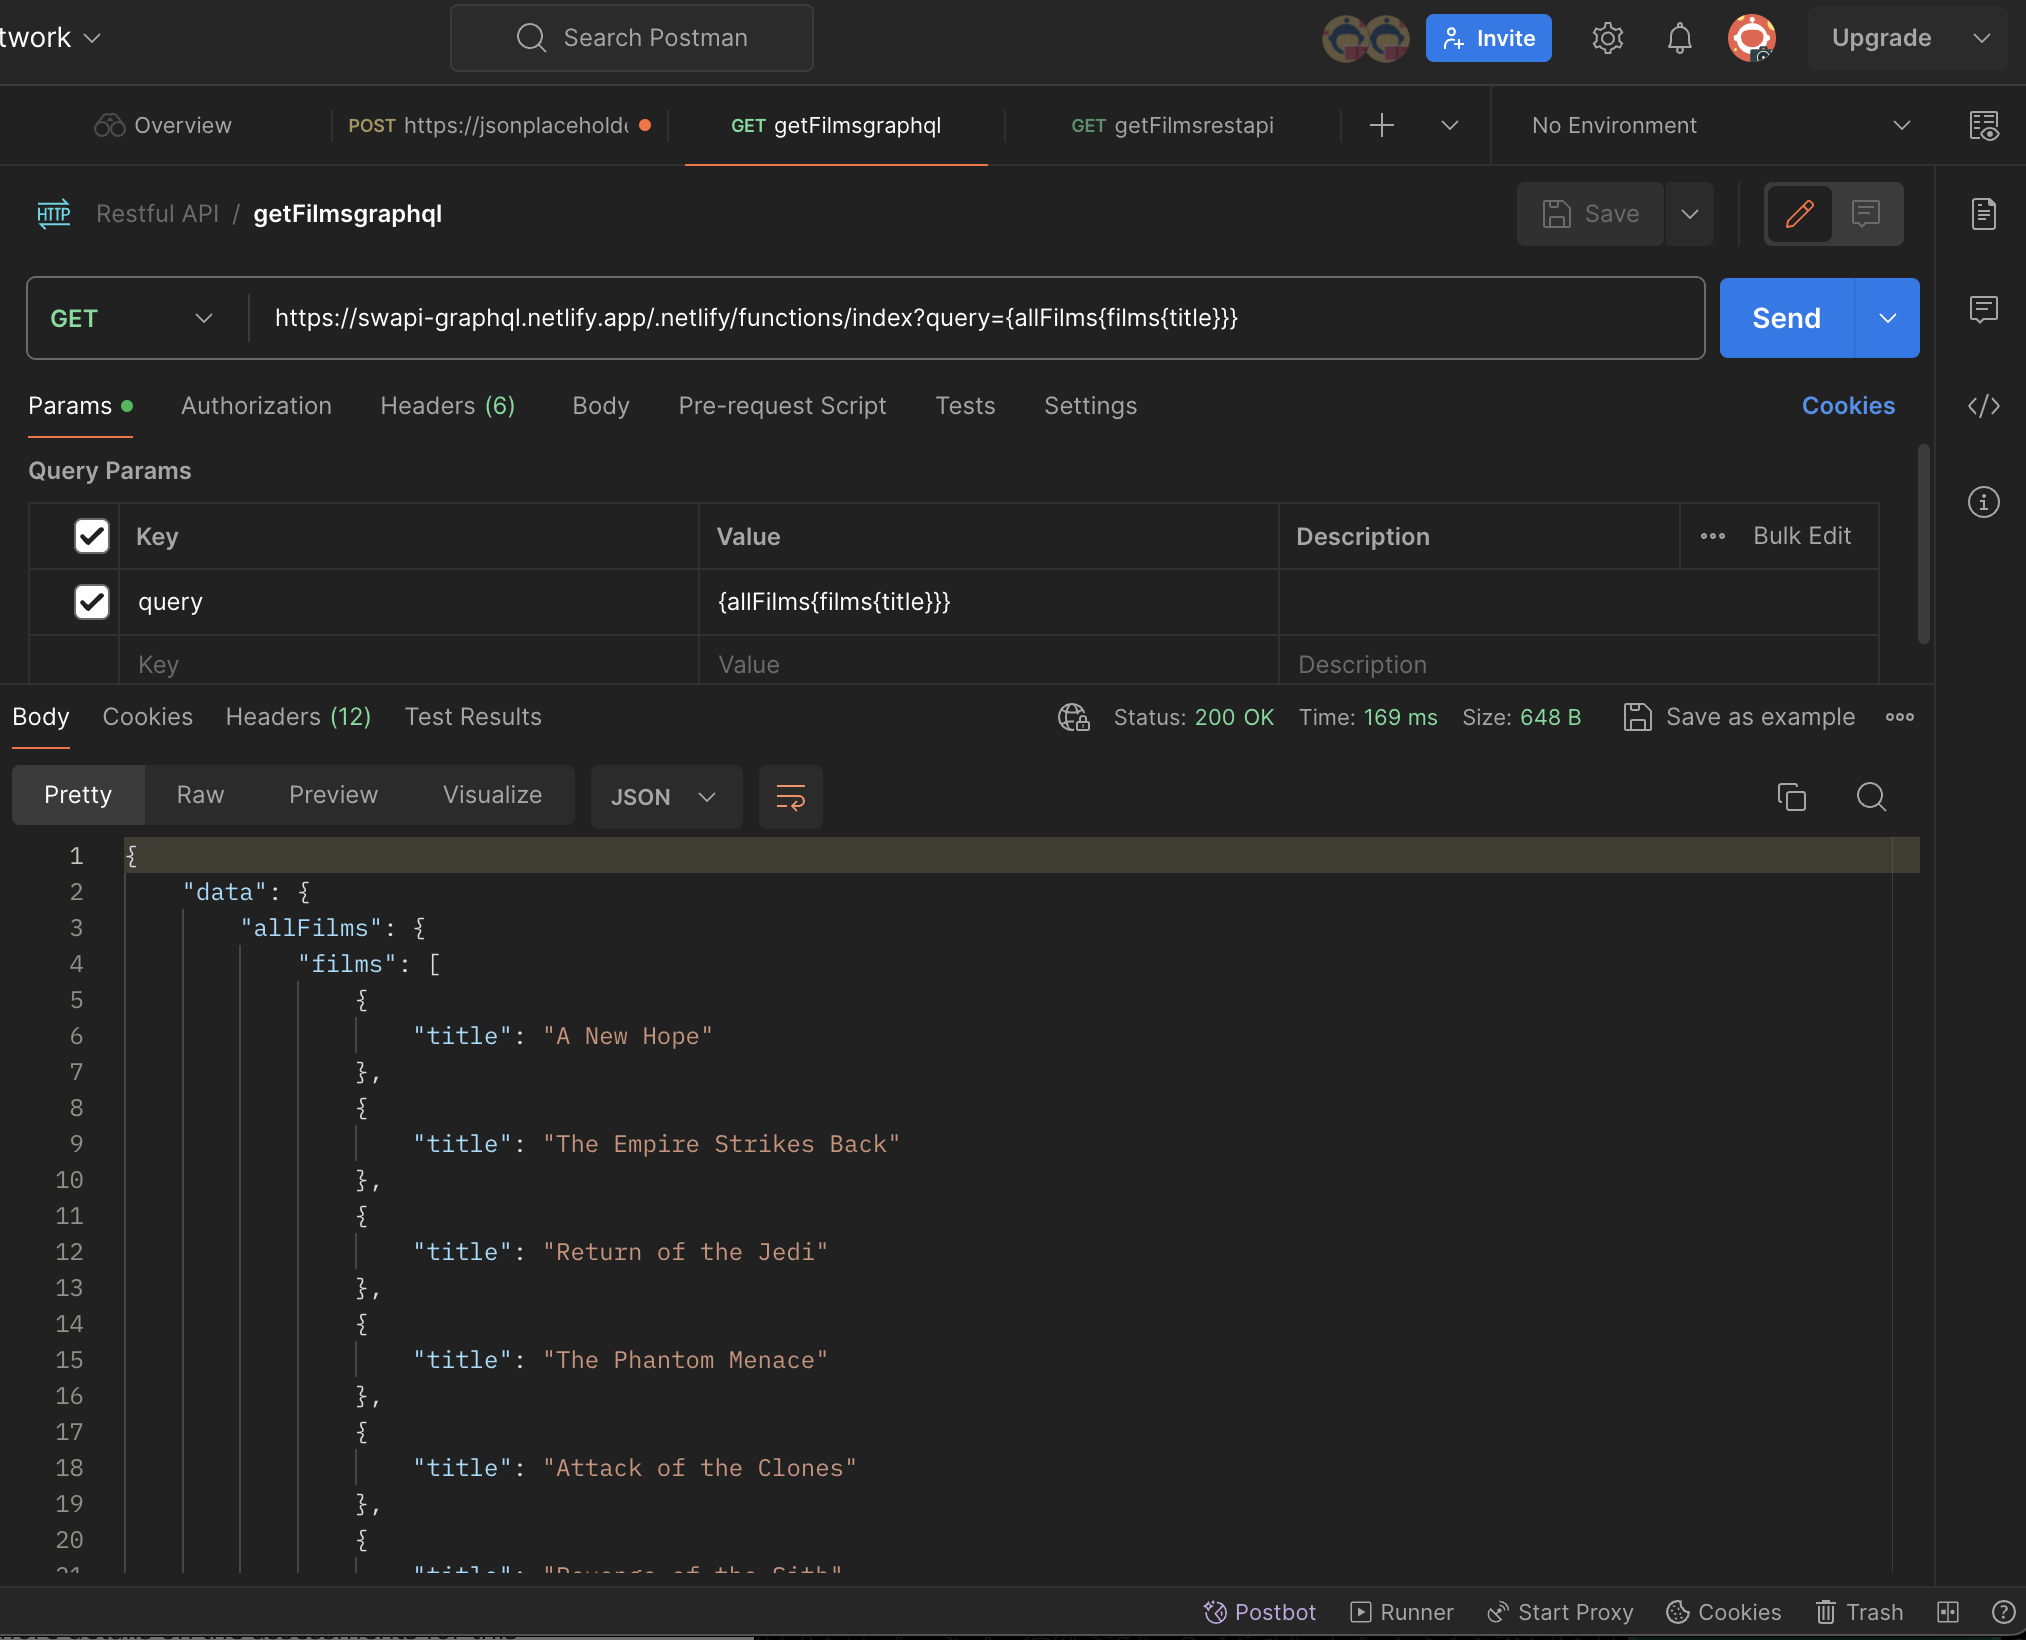 twork
Search Postman
Invite
Upgrade
Overview
POST https://jsonplacehold
GET getFilmsgraphql
GET getFilmsrestapi
No Environment
HTTP
Restful API / getFilmsgraphql
Save
GET
https://swapi-graphql.netlify.app/.netlify/functions/index?query={allFilms{films{title}}}
Send
Params
Authorization
Headers (6)
Body
Pre-request Script
Tests
Settings
Cookies
Query Params
Key
Value
Description
Bulk Edit
query
{allFilms{films{title}}}
Key
Value
Description
Body
Cookies
Headers (12)
Test Results
Status: 200 OK
Time: 169 ms
Size: 648 B
Save as example
Pretty
Raw
Preview
Visualize
JSON
1 {
2 "data": {
3 "allFilms": {
4 "films": [
5 {
6 "title": "A New Hope"
7 },
8 {
9 "title": "The Empire Strikes Back"
10 },
11 {
12 "title": "Return of the Jedi"
13 },
14 {
15 "title": "The Phantom Menace"
16 },
17 {
18 "title": "Attack of the Clones"
19 },
20 {
21 "title": "Revenge of the Sith"
Postbot
Runner
Start Proxy
Cookies
Trash